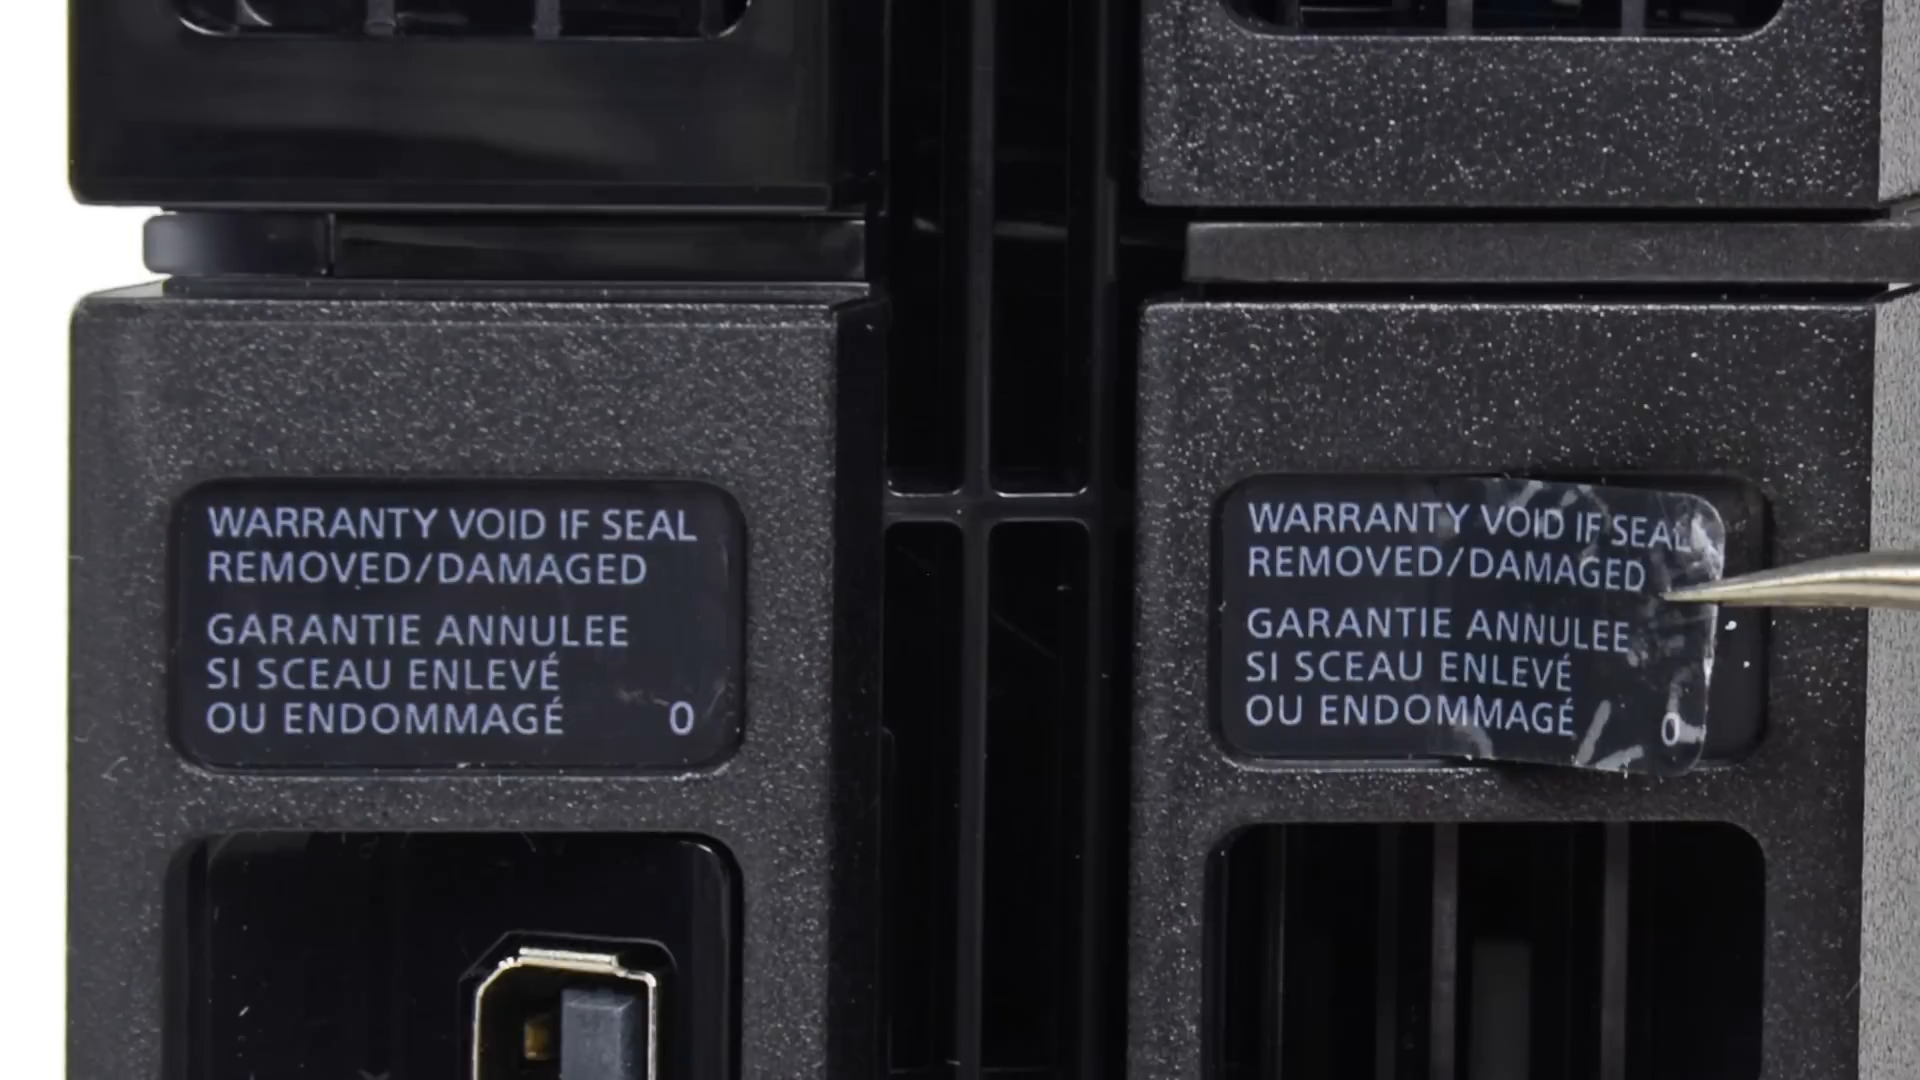 WARRANTY VOID IF SEAL
REMOVED/DAMAGED
GARANTIE ANNULEE
SI SCEAU ENLEVÉ
OU ENDOMMAGÉ 0
WARRANTY VOID IF SEAL
REMOVED/DAMAGED
GARANTIE ANNULEE
SI SCEAU ENLEVÉ
OU ENDOMMAGÉ 0